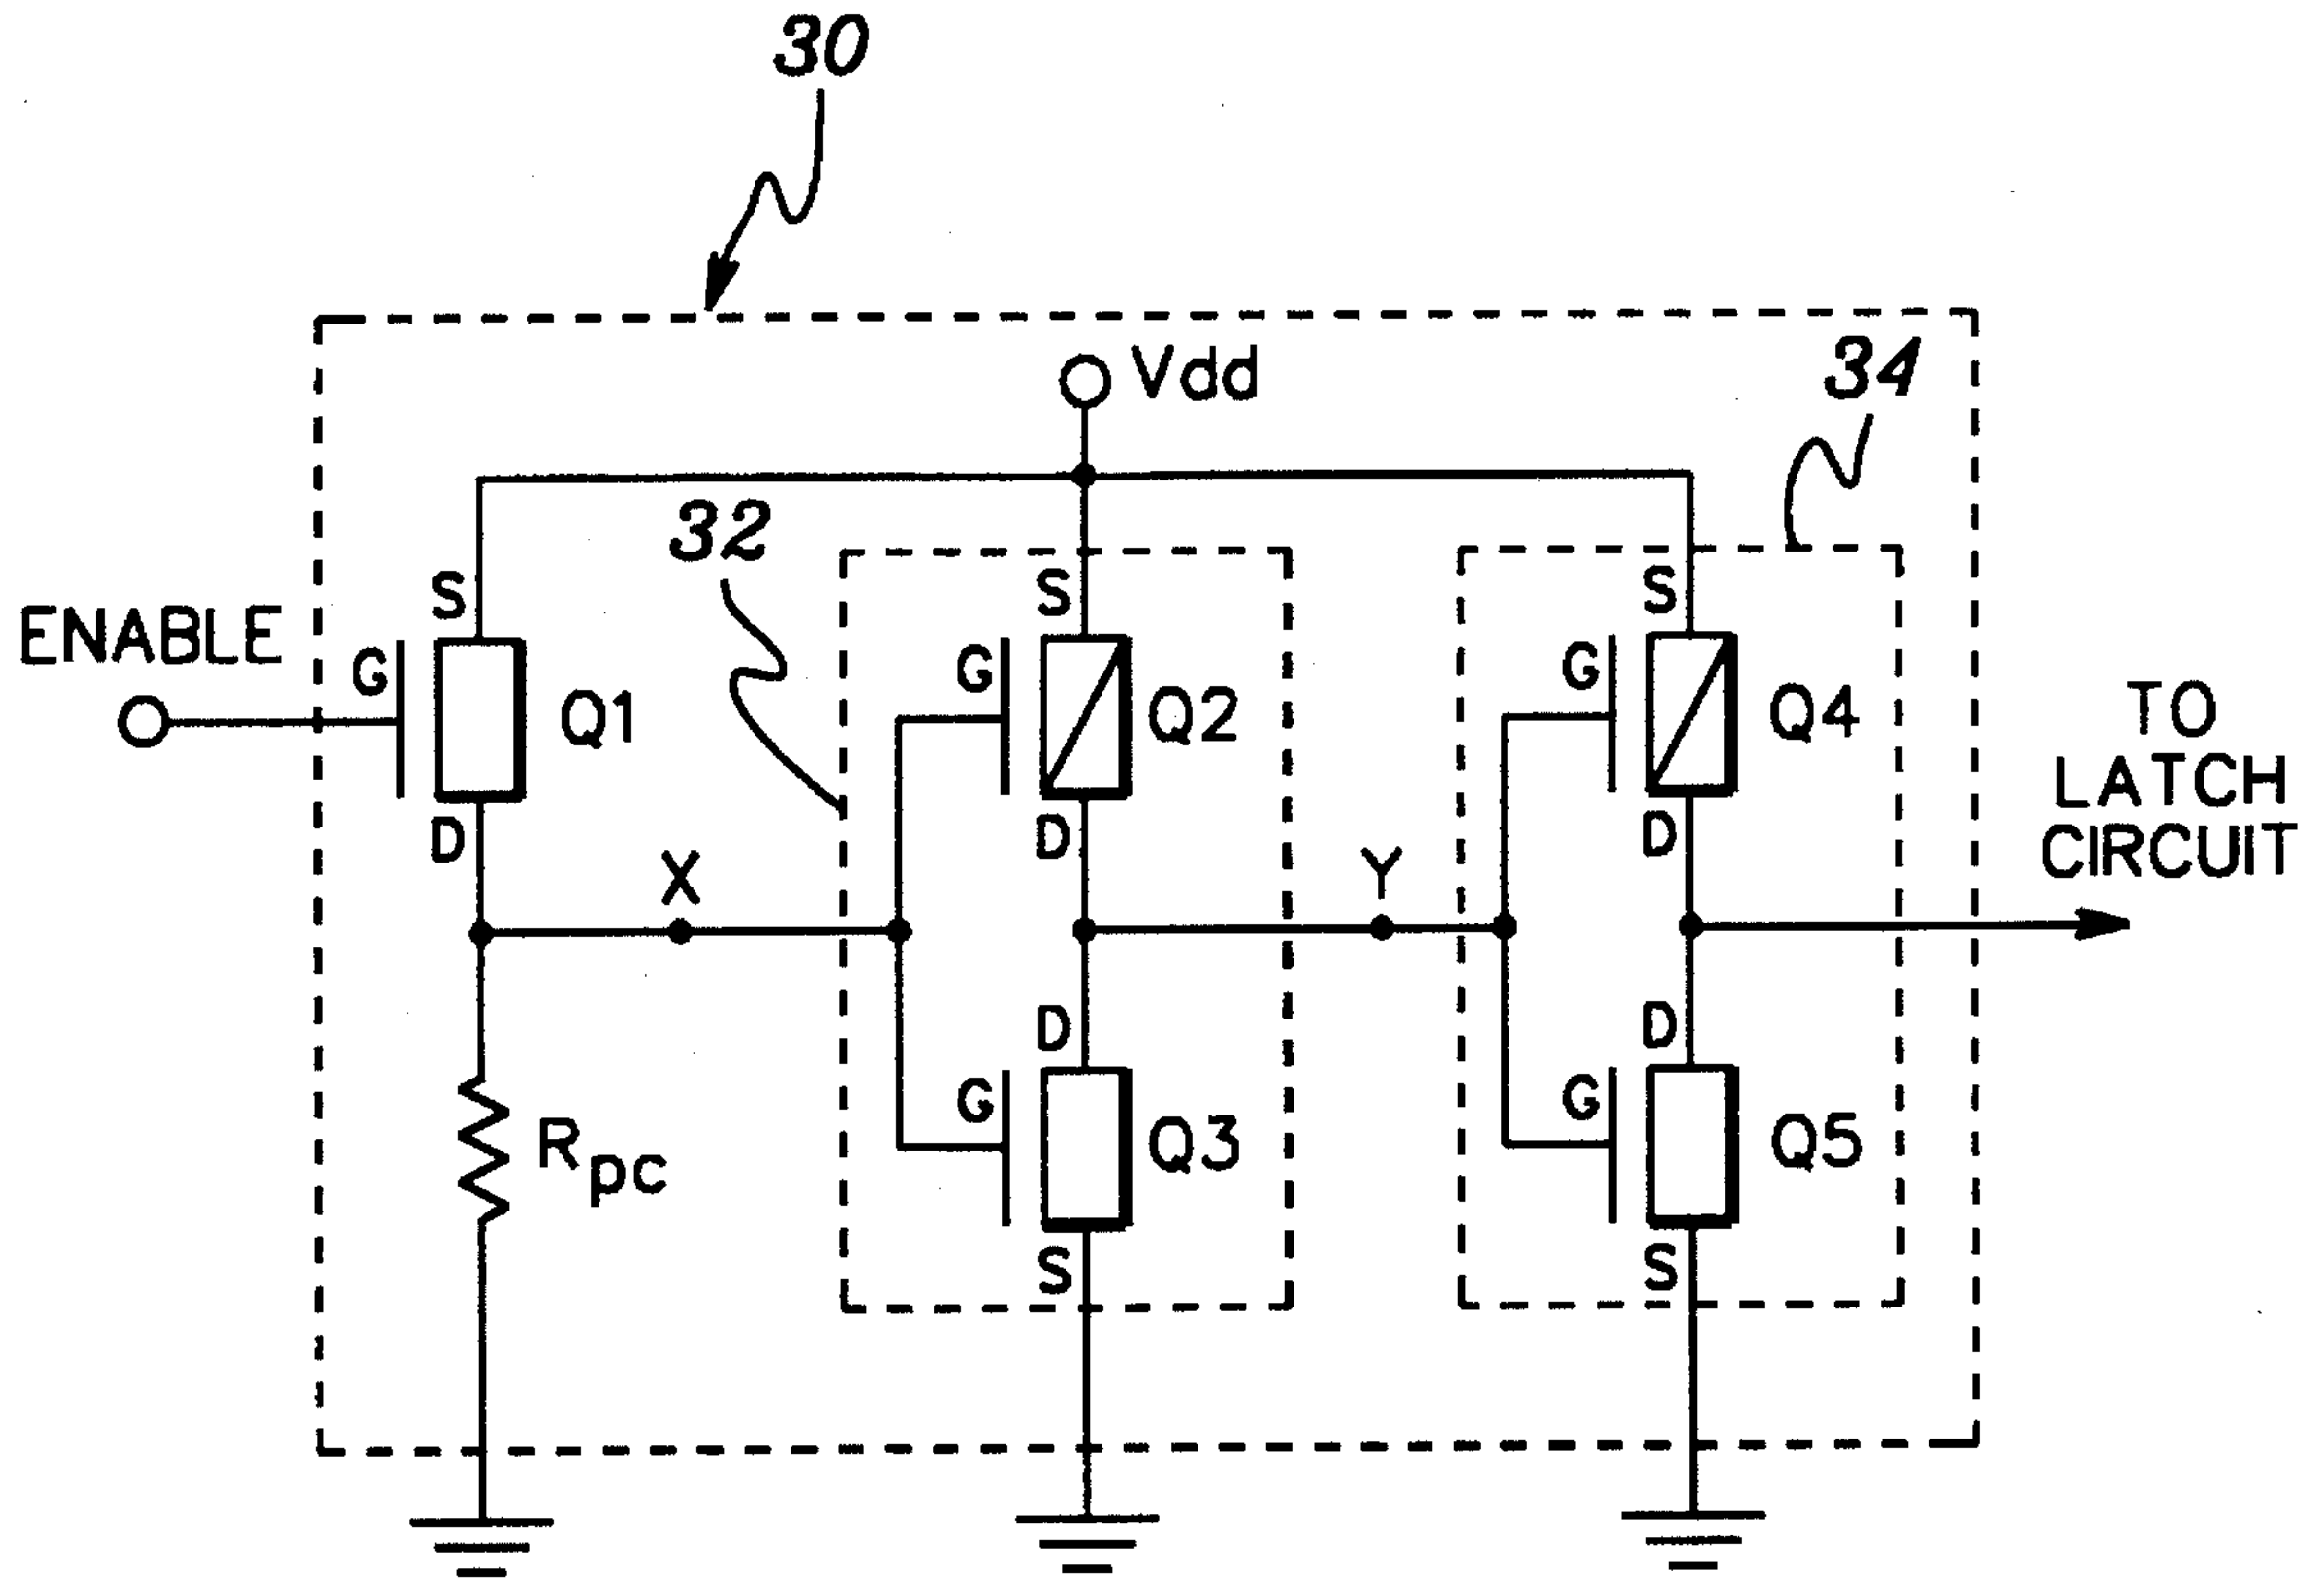 30
Vdd
34
32
S
S
S
ENABLE
G
G
G
Q1
Q2
Q4
TO
LATCH
CIRCUIT
D
D
D
X
Y
D
D
G
G
Rpc
Q3
Q5
S
S